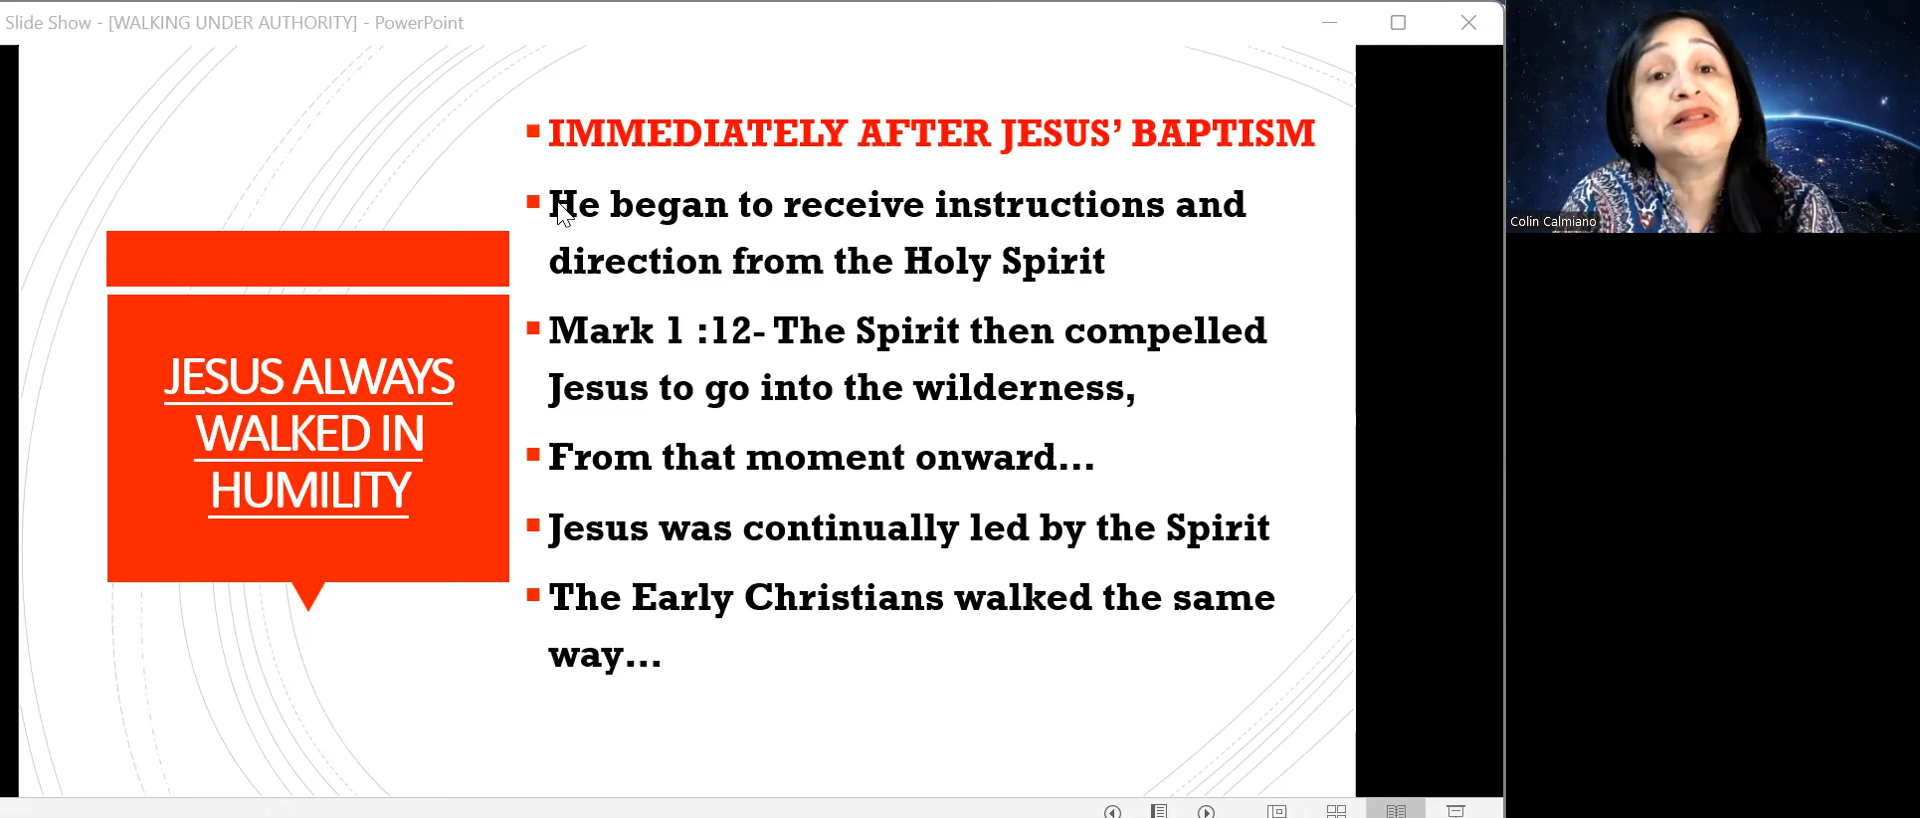 Slide Show - [WALKING UNDER AUTHORITY] - PowerPoint
JESUS ALWAYS
WALKED IN
HUMILITY
IMMEDIATELY AFTER JESUS’ BAPTISM
He began to receive instructions and
direction from the Holy Spirit
Mark 1 :12- The Spirit then compelled
Jesus to go into the wilderness,
From that moment onward...
Jesus was continually led by the Spirit
The Early Christians walked the same
way...
Colin Calmiano